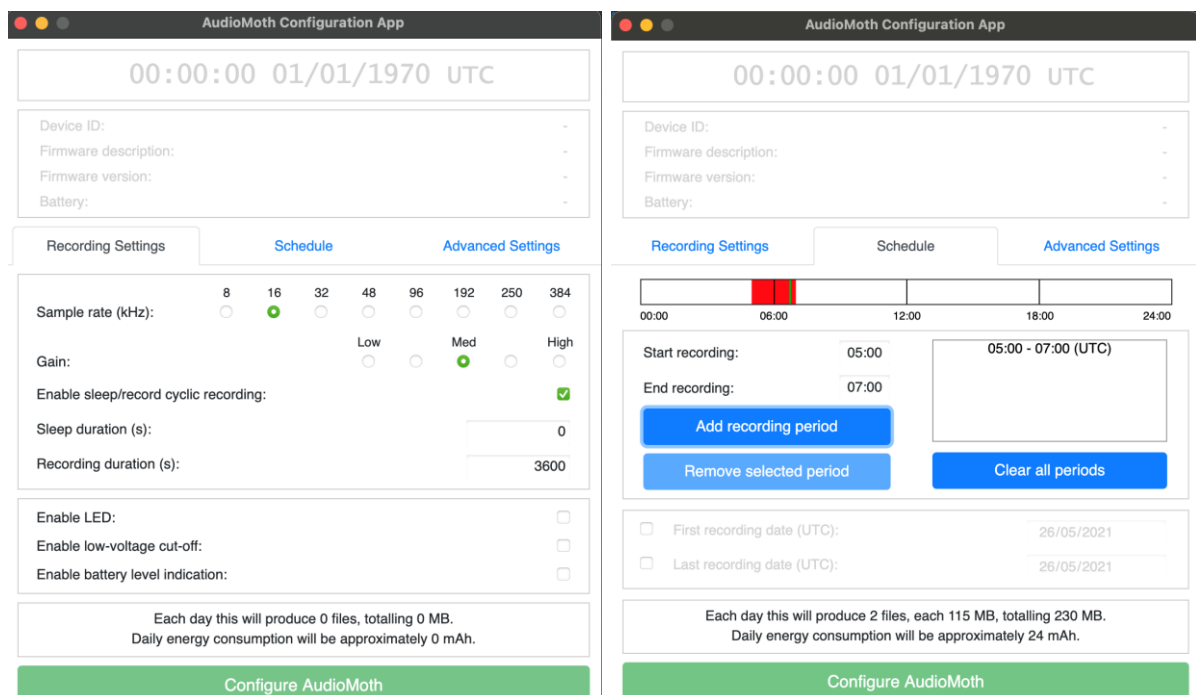 AudioMoth Configuration App
00:00:00 01/01/1970 UTC
Device ID: -
Firmware description: -
Firmware version: -
Battery: -
Recording Settings Schedule Advanced Settings
8 16 32 48 96 192 250 384
Sample rate (kHz):
Low Med High
Gain:
Enable sleep/record cyclic recording:
Sleep duration (s): 0
Recording duration (s): 3600
Enable LED:
Enable low-voltage cut-off:
Enable battery level indication:
Each day this will produce 0 files, totalling 0 MB.
Daily energy consumption will be approximately 0 mAh.
Configure AudioMoth
AudioMoth Configuration App
00:00:00 01/01/1970 UTC
Device ID: -
Firmware description: -
Firmware version: -
Battery: -
Recording Settings Schedule Advanced Settings
00:00 06:00 12:00 18:00 24:00
Start recording: 05:00
End recording: 07:00
05:00 - 07:00 (UTC)
Add recording period
Remove selected period Clear all periods
First recording date (UTC): 26/05/2021
Last recording date (UTC): 26/05/2021
Each day this will produce 2 files, each 115 MB, totalling 230 MB.
Daily energy consumption will be approximately 24 mAh.
Configure AudioMoth